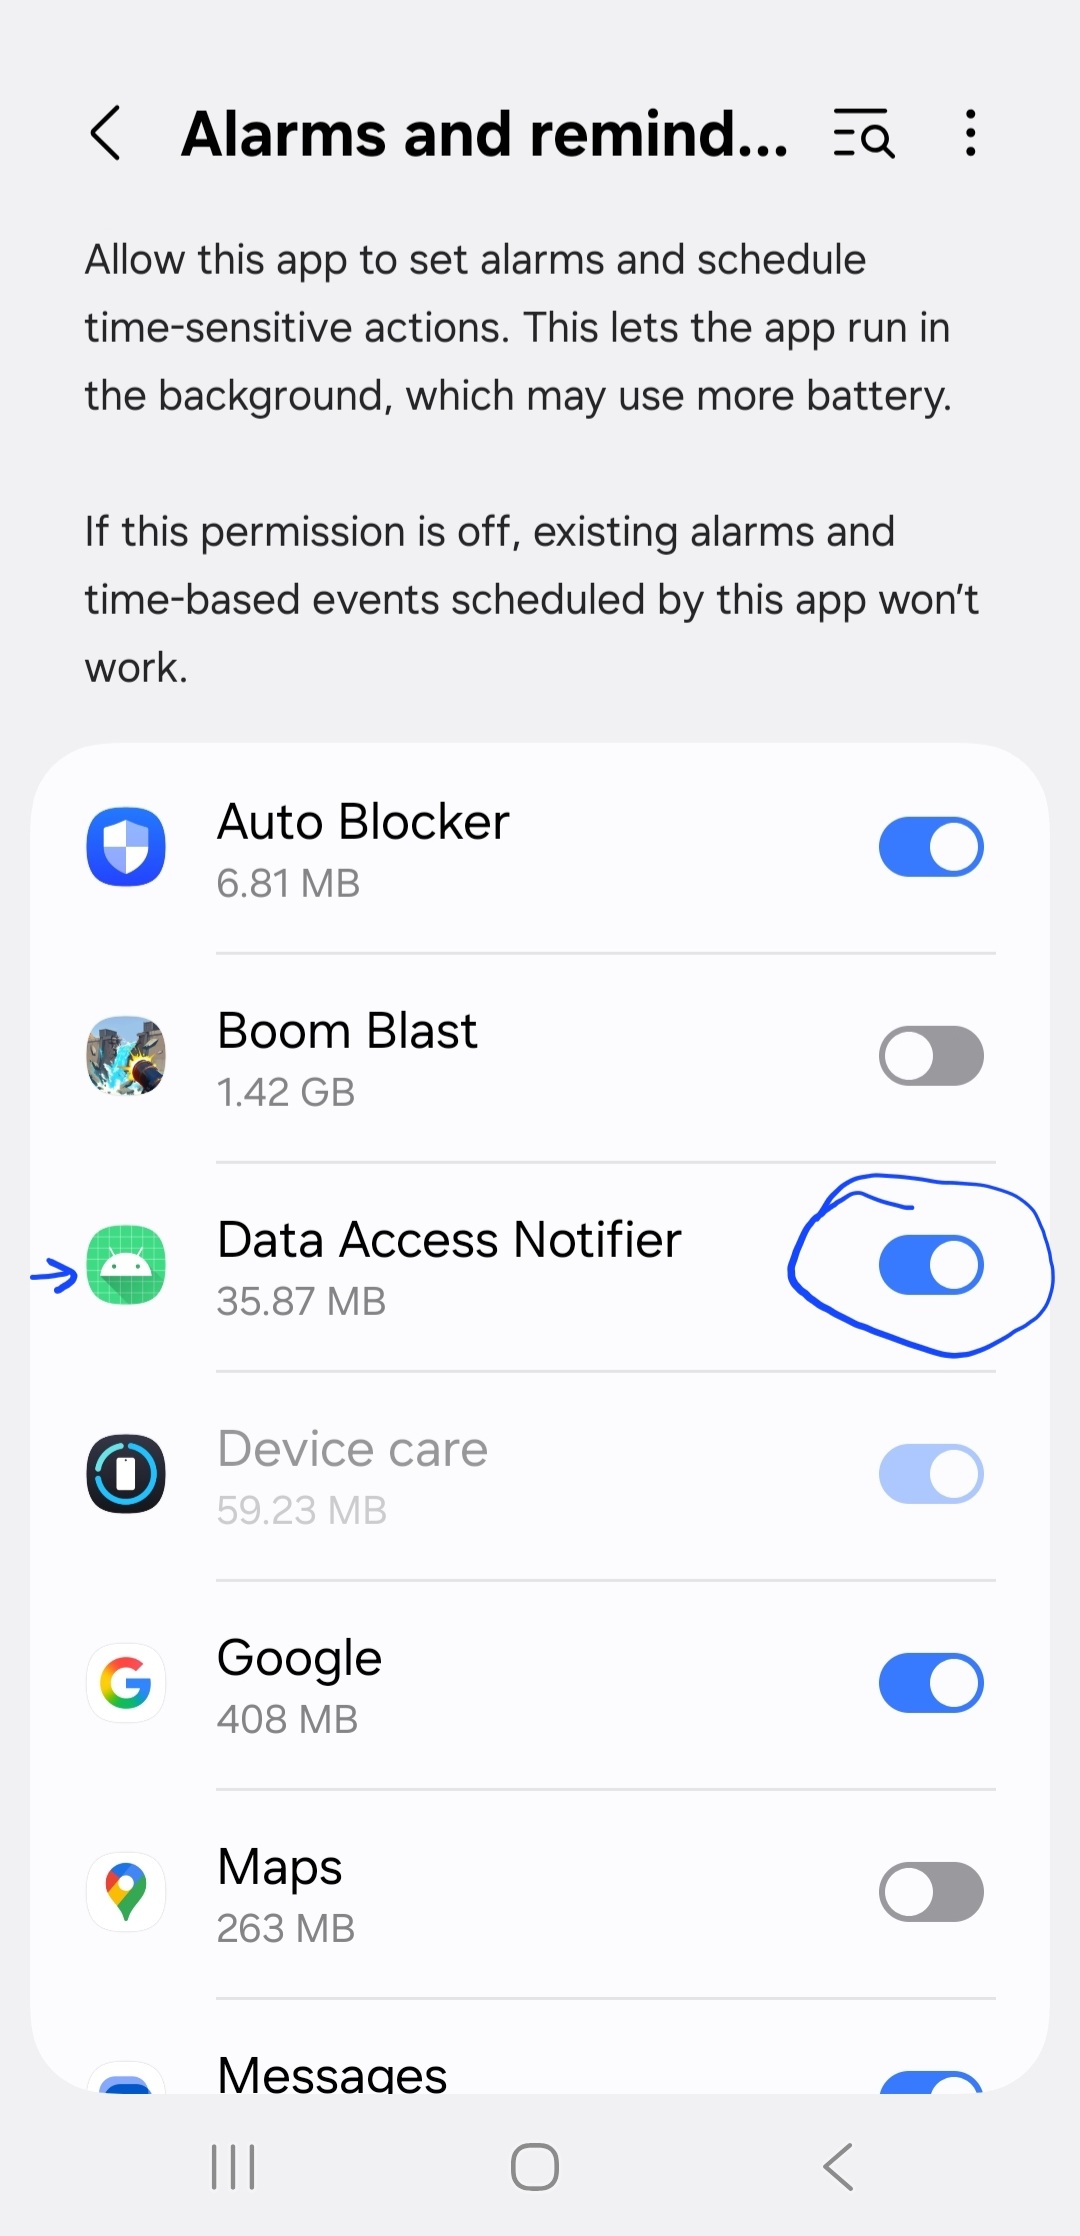 Alarms and remind...
Allow this app to set alarms and schedule
time-sensitive actions. This lets the app run in
the background, which may use more battery.
If this permission is off, existing alarms and
time-based events scheduled by this app won’t
work.
Auto Blocker
6.81 MB
Boom Blast
1.42 GB
Data Access Notifier
35.87 MB
Device care
59.23 MB
Google
408 MB
Maps
263 MB
Messages